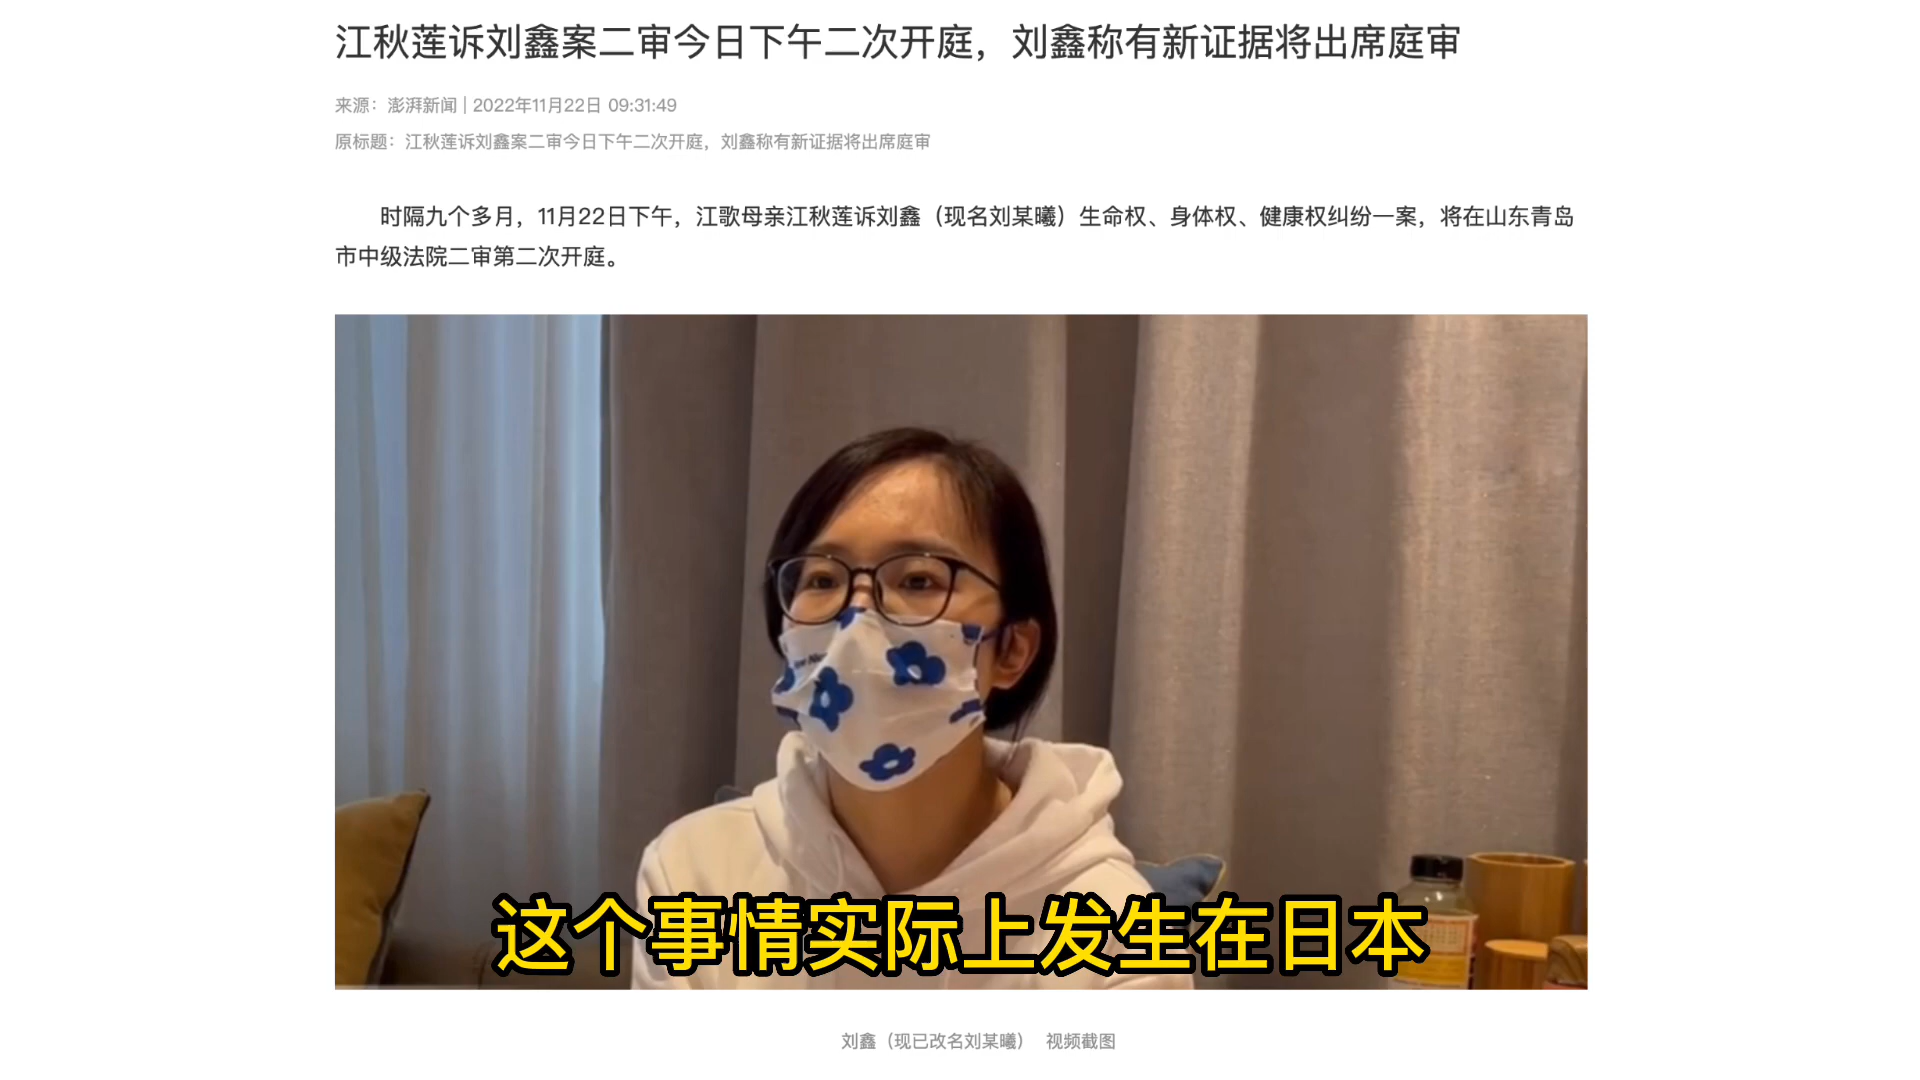 江秋莲诉刘鑫案二审今日下午二次开庭，刘鑫称有新证据将出席庭审
来源：澎湃新闻 | 2022年11月22日 09:31:49
原标题：江秋莲诉刘鑫案二审今日下午二次开庭，刘鑫称有新证据将出席庭审
时隔九个多月，11月22日下午，江歌母亲江秋莲诉刘鑫（现名刘某曦）生命权、身体权、健康权纠纷一案，将在山东青岛
市中级法院二审第二次开庭。
这个事情实际上发生在日本
刘鑫（现已改名刘某曦） 视频截图